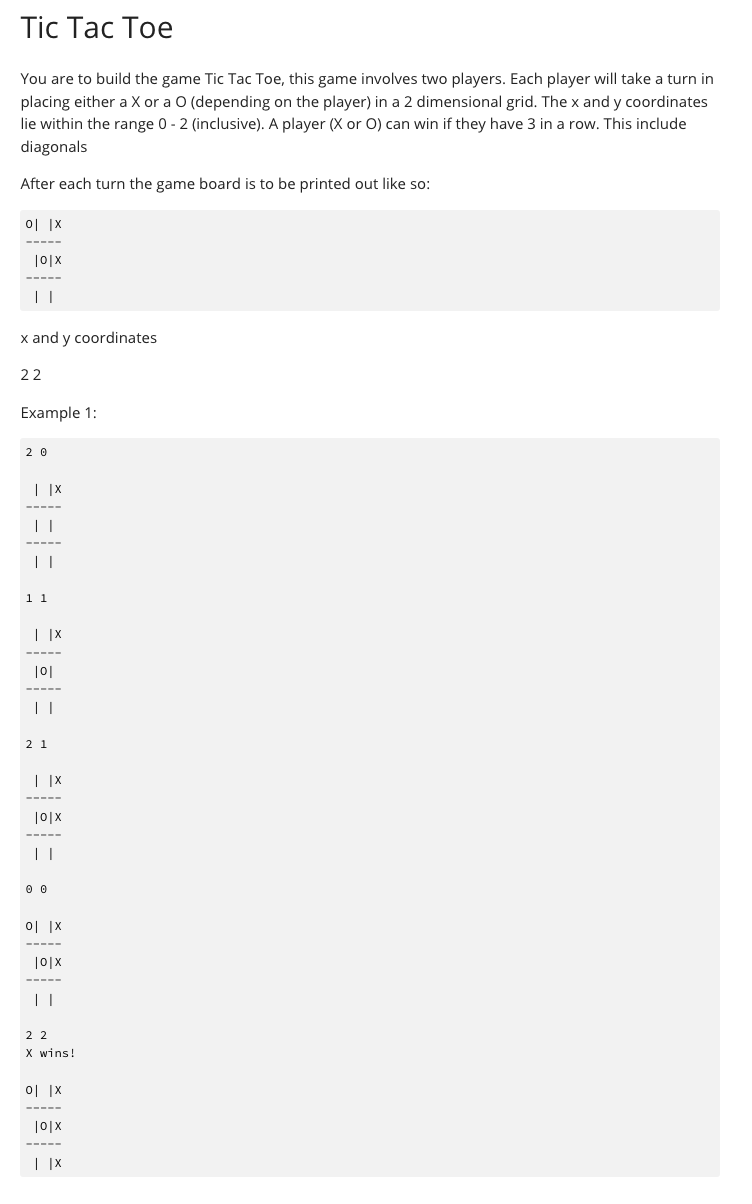 Tic Tac Toe
You are to build the game Tic Tac Toe, this game involves two players. Each player will take a turn in
placing either a X or a O (depending on the player) in a 2 dimensional grid. The x and y coordinates
lie within the range 0 - 2 (inclusive). A player (X or O) can win if they have 3 in a row. This include
diagonals
After each turn the game board is to be printed out like so:
O| |X
-----
 |O|X
-----
 | |
x and y coordinates
2 2
Example 1:
2 0
 | |X
-----
 | |
-----
 | |
1 1
 | |X
-----
 |O|
-----
 | |
2 1
 | |X
-----
 |O|X
-----
 | |
0 0
O| |X
-----
 |O|X
-----
 | |
2 2
X wins!
O| |X
-----
 |O|X
-----
 | |X